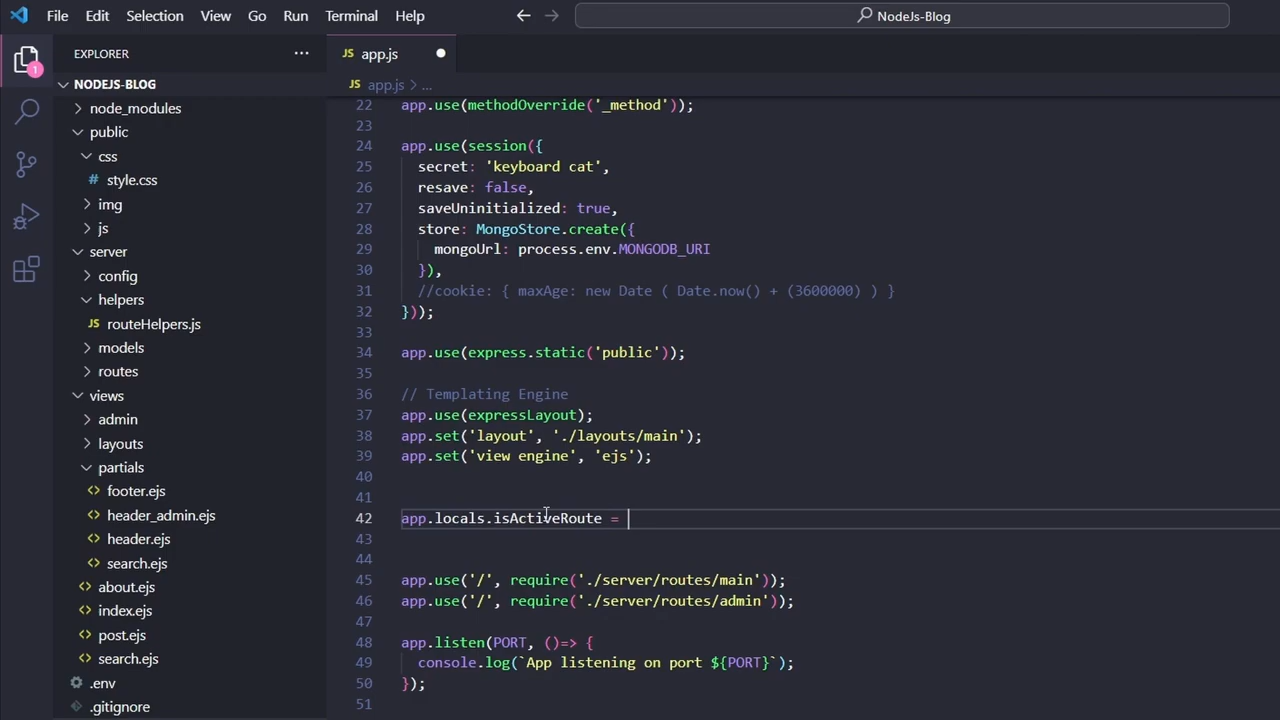 File Edit Selection View Go Run Terminal Help NodeJs-Blog
EXPLORER
1
NODEJS-BLOG
node_modules
public
css
# style.css
img
js
server
config
helpers
JS routeHelpers.js
models
routes
views
admin
layouts
partials
<> footer.ejs
<> header_admin.ejs
<> header.ejs
<> search.ejs
<> about.ejs
<> index.ejs
<> post.ejs
<> search.ejs
.env
.gitignore
JS app.js
JS app.js > ...
22 app.use(methodOverride('_method'));
23
24 app.use(session({
25 secret: 'keyboard cat',
26 resave: false,
27 saveUninitialized: true,
28 store: MongoStore.create({
29 mongoUrl: process.env.MONGODB_URI
30 }),
31 //cookie: { maxAge: new Date ( Date.now() + (3600000) ) }
32 }));
33
34 app.use(express.static('public'));
35
36 // Templating Engine
37 app.use(expressLayout);
38 app.set('layout', './layouts/main');
39 app.set('view engine', 'ejs');
40
41
42 app.locals.isActiveRoute =
43
44
45 app.use('/', require('./server/routes/main'));
46 app.use('/', require('./server/routes/admin'));
47
48 app.listen(PORT, ()=> {
49 console.log(`App listening on port ${PORT}`);
50 });
51